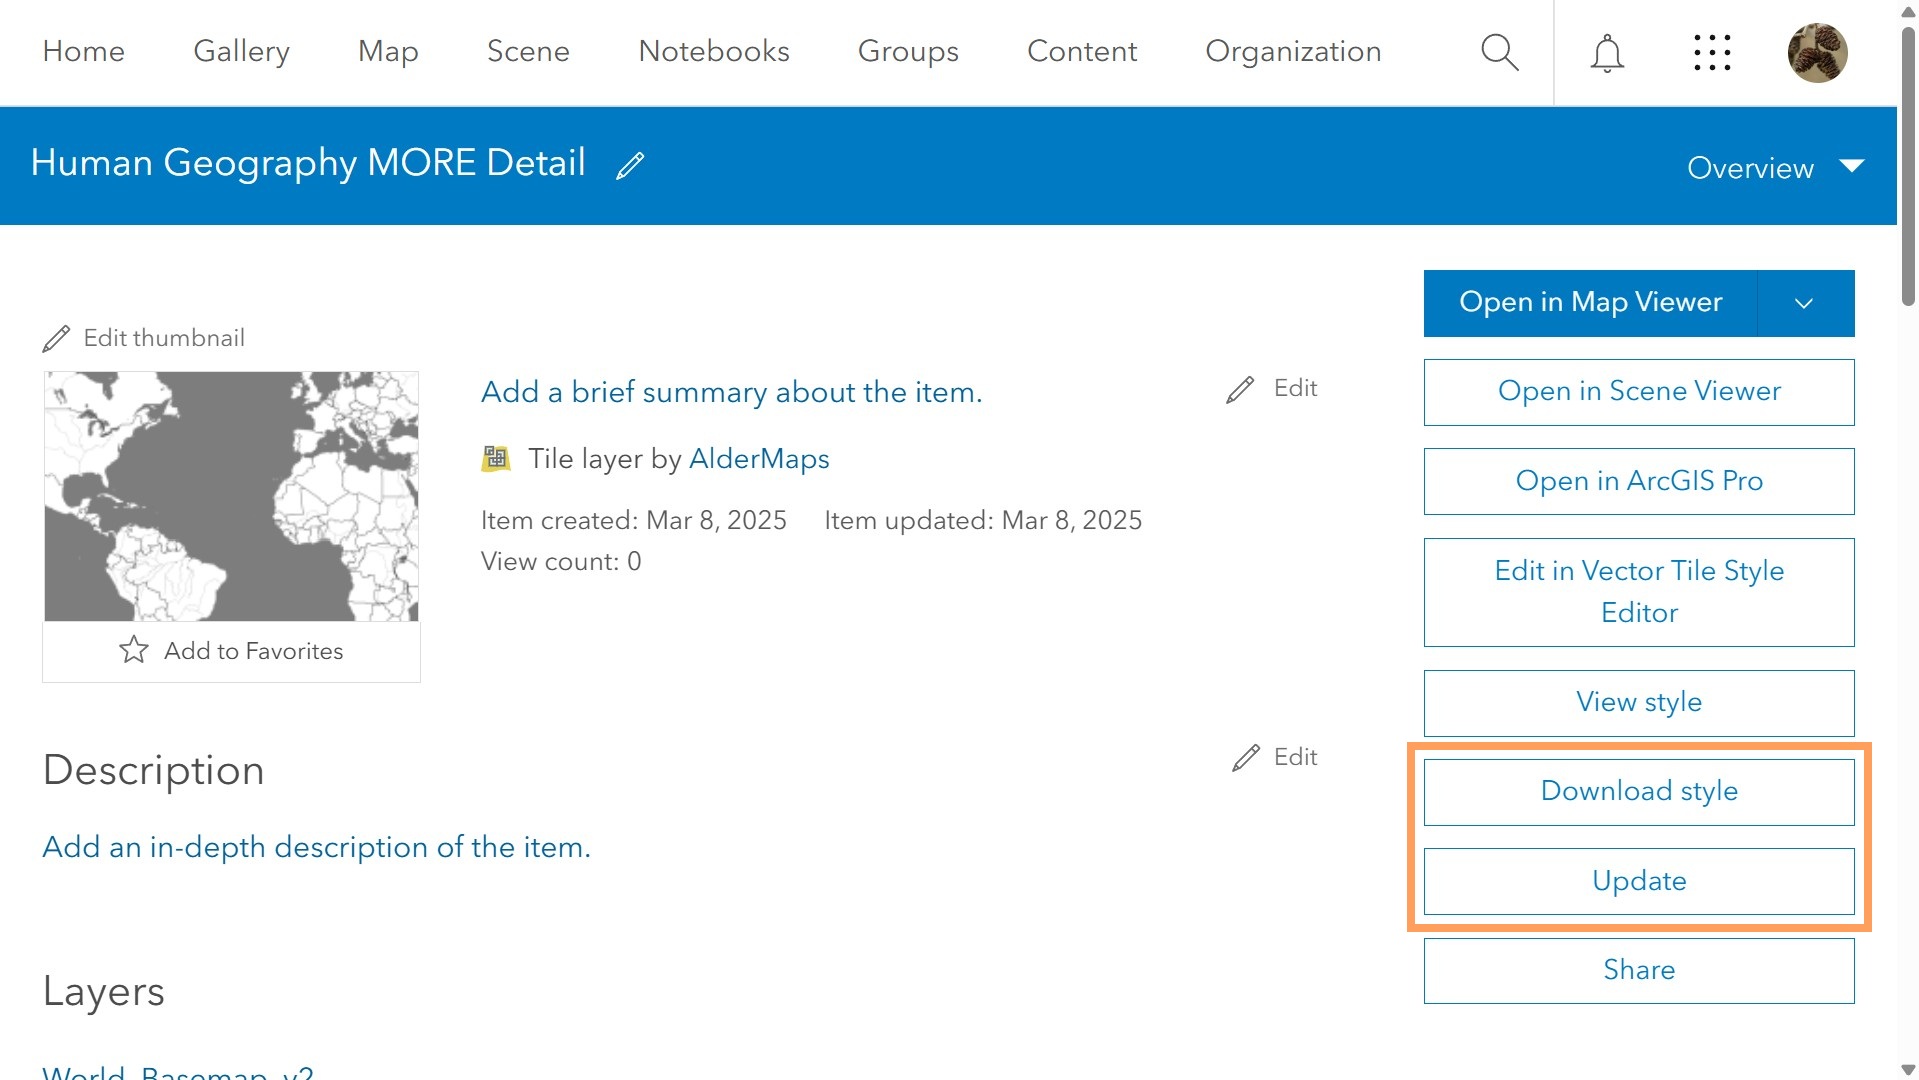 Home Gallery Map Scene Notebooks Groups Content Organization
Human Geography MORE Detail
Overview
Edit thumbnail
Add to Favorites
Add a brief summary about the item.
Edit
Tile layer by AlderMaps
Item created: Mar 8, 2025 Item updated: Mar 8, 2025
View count: 0
Description
Edit
Add an in-depth description of the item.
Layers
World_Basemap_v2
Open in Map Viewer
Open in Scene Viewer
Open in ArcGIS Pro
Edit in Vector Tile Style
Editor
View style
Download style
Update
Share